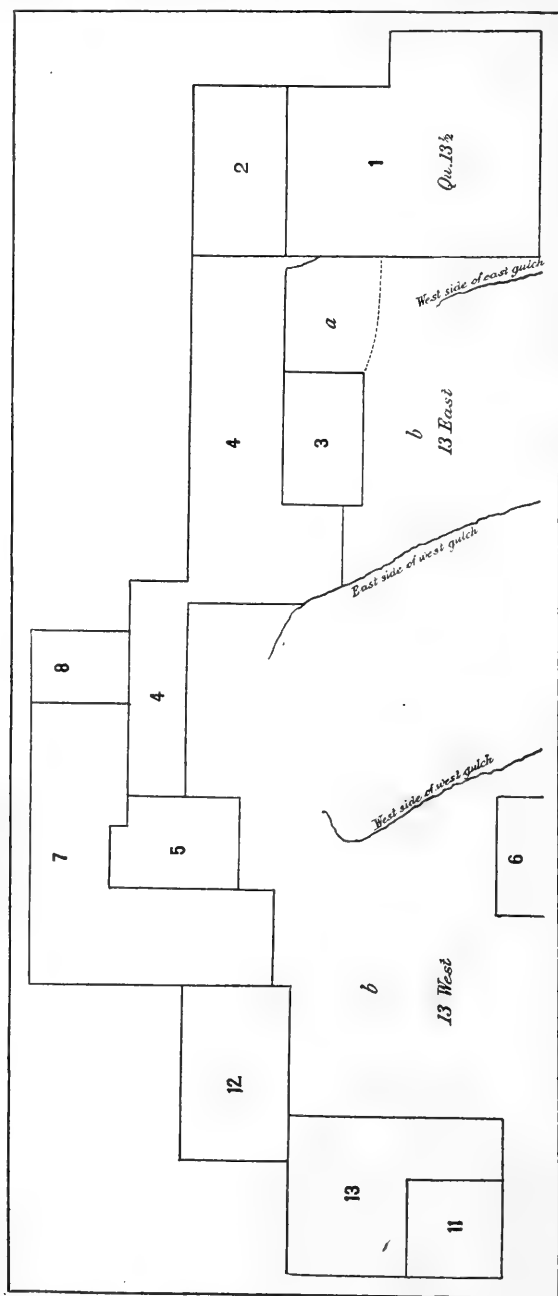 2
1
Qu. 13½
a
3
4
b
13 East
West side of east gulch
East side of west gulch
West side of west gulch
8
4
7
5
6
b
13 West
12
13
11